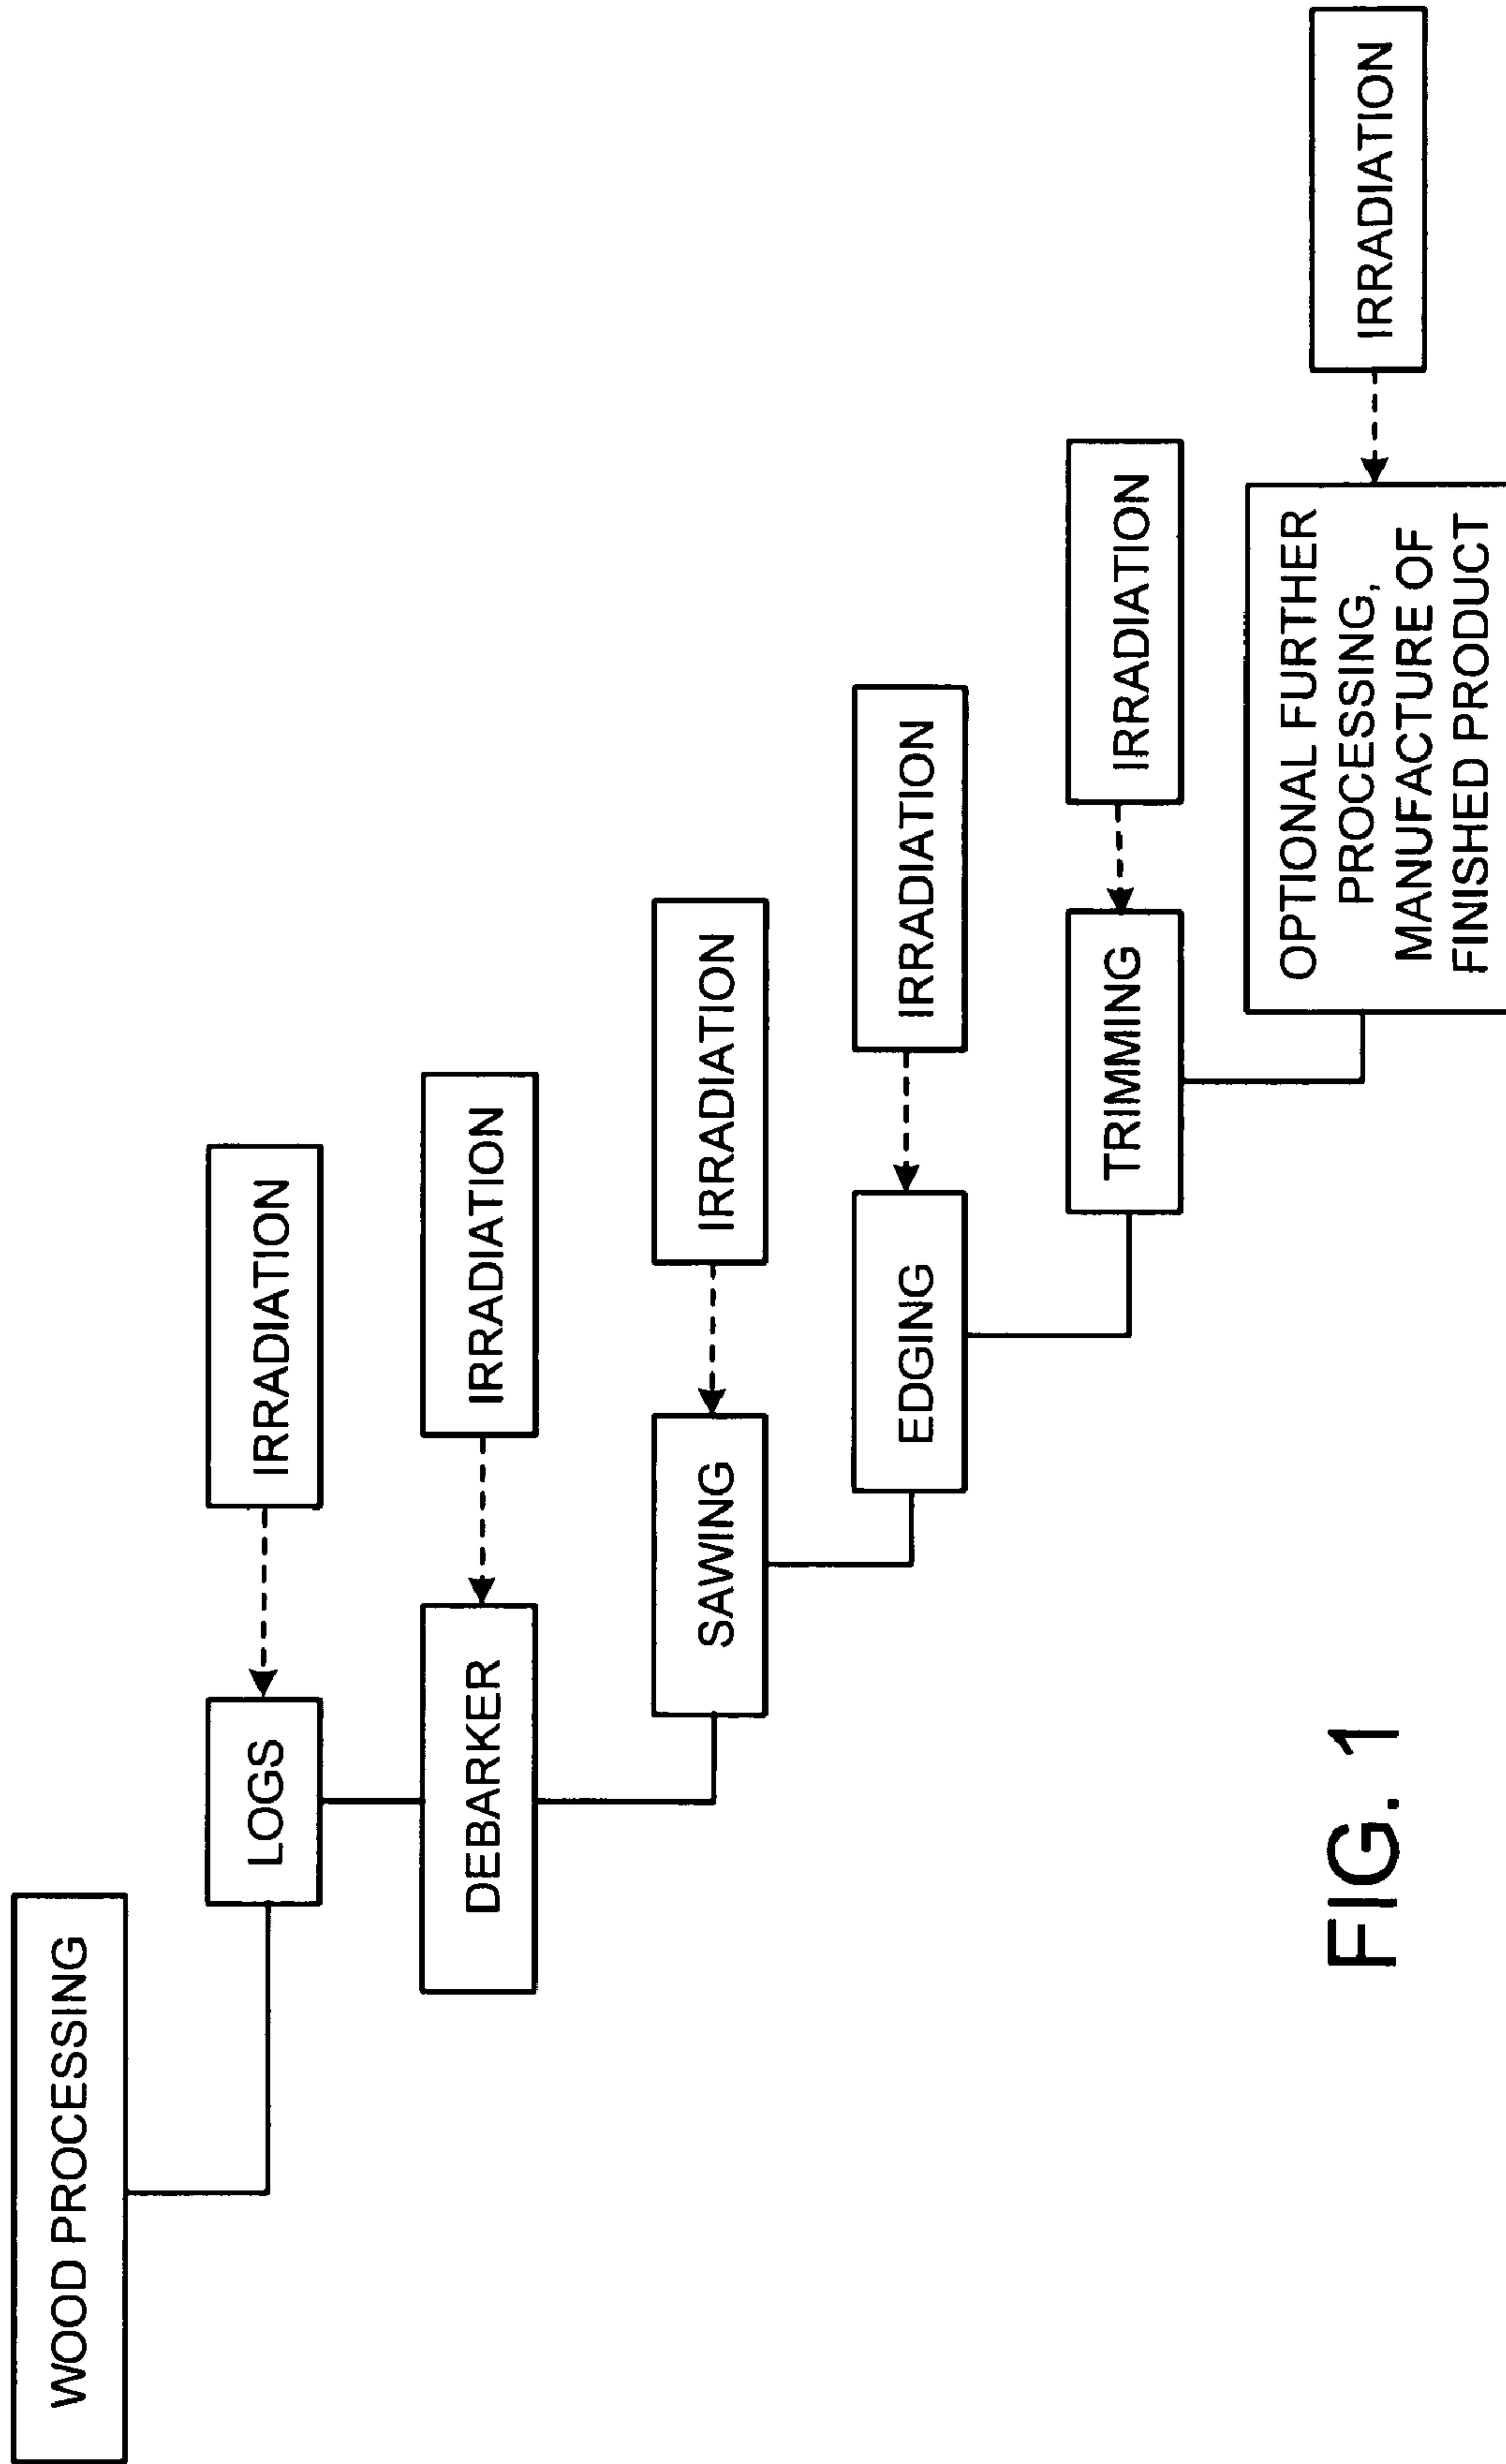 WOOD PROCESSING
LOGS
IRRADIATION
DEBARKER
IRRADIATION
SAWING
IRRADIATION
EDGING
IRRADIATION
TRIMMING
IRRADIATION
OPTIONAL FURTHER
PROCESSING,
MANUFACTURE OF
FINISHED PRODUCT
IRRADIATION
FIG. 1